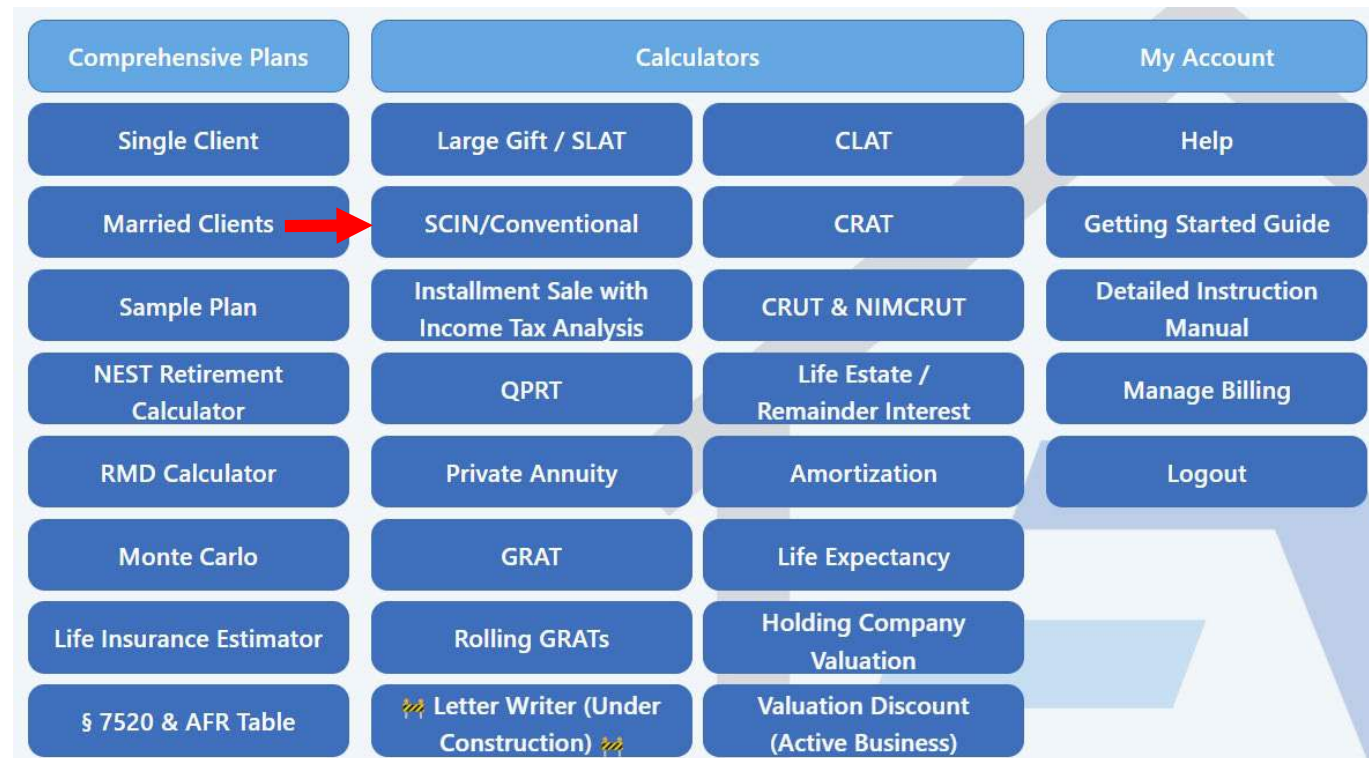 Comprehensive Plans
Calculators
My Account
Single Client
Large Gift / SLAT
CLAT
Help
Married Clients
SCIN/Conventional
CRAT
Getting Started Guide
Sample Plan
Installment Sale with
Income Tax Analysis
CRUT & NIMCRUT
Detailed Instruction
Manual
NEST Retirement
Calculator
QPRT
Life Estate /
Remainder Interest
Manage Billing
RMD Calculator
Private Annuity
Amortization
Logout
Monte Carlo
GRAT
Life Expectancy
Life Insurance Estimator
Rolling GRATs
Holding Company
Valuation
§ 7520 & AFR Table
🚧 Letter Writer (Under
Construction) 🚧
Valuation Discount
(Active Business)